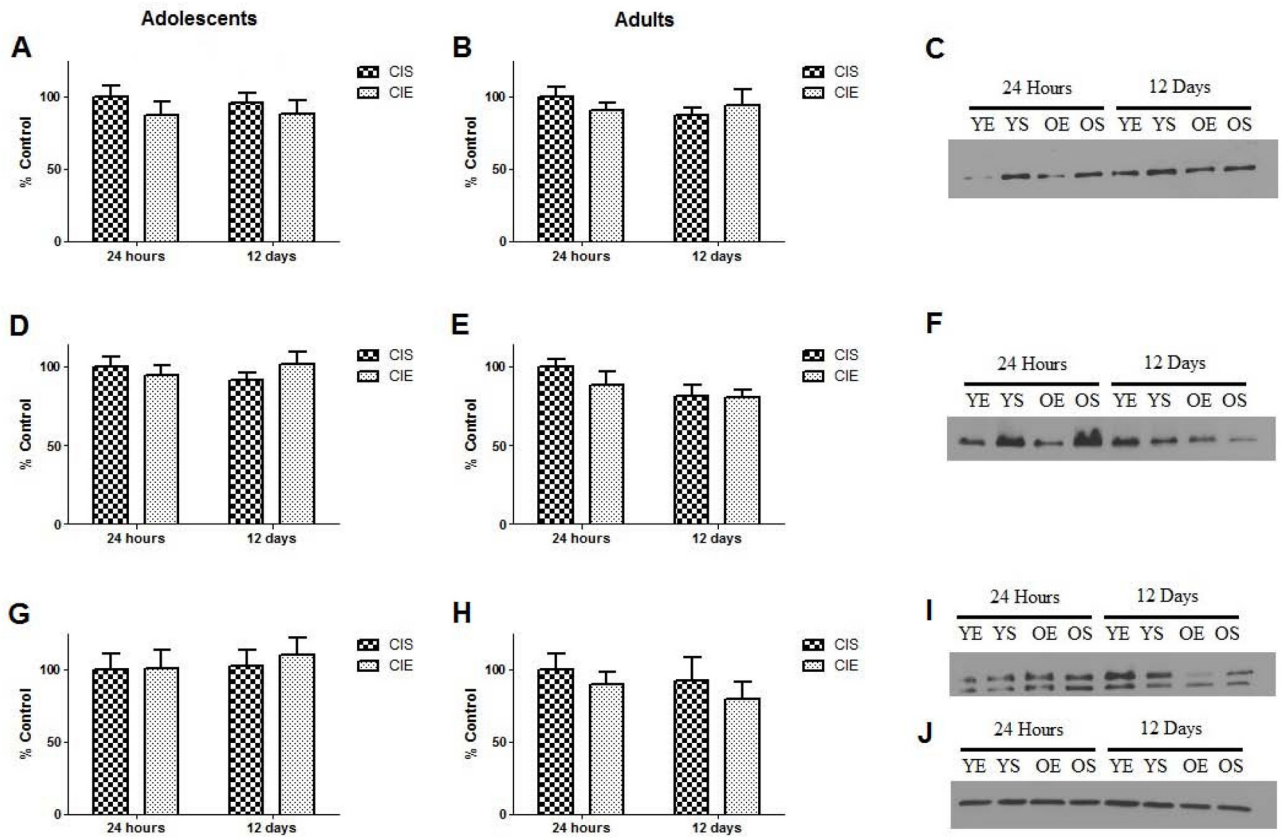 Adolescents
Adults
A
100
50
0
% Control
24 hours
12 days
CIS
CIE
B
100
50
0
% Control
24 hours
12 days
CIS
CIE
C
24 Hours
12 Days
YE YS OE OS YE YS OE OS
D
100
50
0
% Control
24 hours
12 days
CIS
CIE
E
100
50
0
% Control
24 hours
12 days
CIS
CIE
F
24 Hours
12 Days
YE YS OE OS YE YS OE OS
G
100
50
0
% Control
24 hours
12 days
CIS
CIE
H
100
50
0
% Control
24 hours
12 days
CIS
CIE
I
24 Hours
12 Days
YE YS OE OS YE YS OE OS
J
24 Hours
12 Days
YE YS OE OS YE YS OE OS